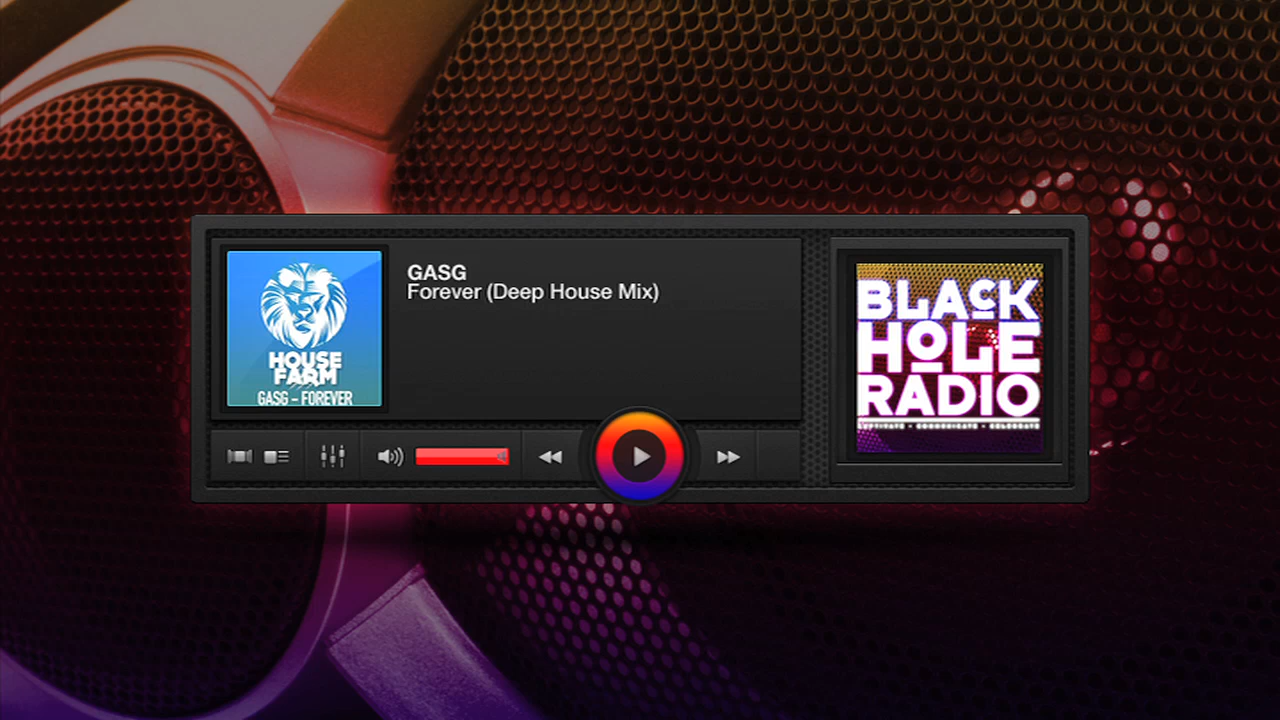 GASG
Forever (Deep House Mix)
HOUSE
FARM
GASG – FOREVER
BLACK
HOLE
RADIO